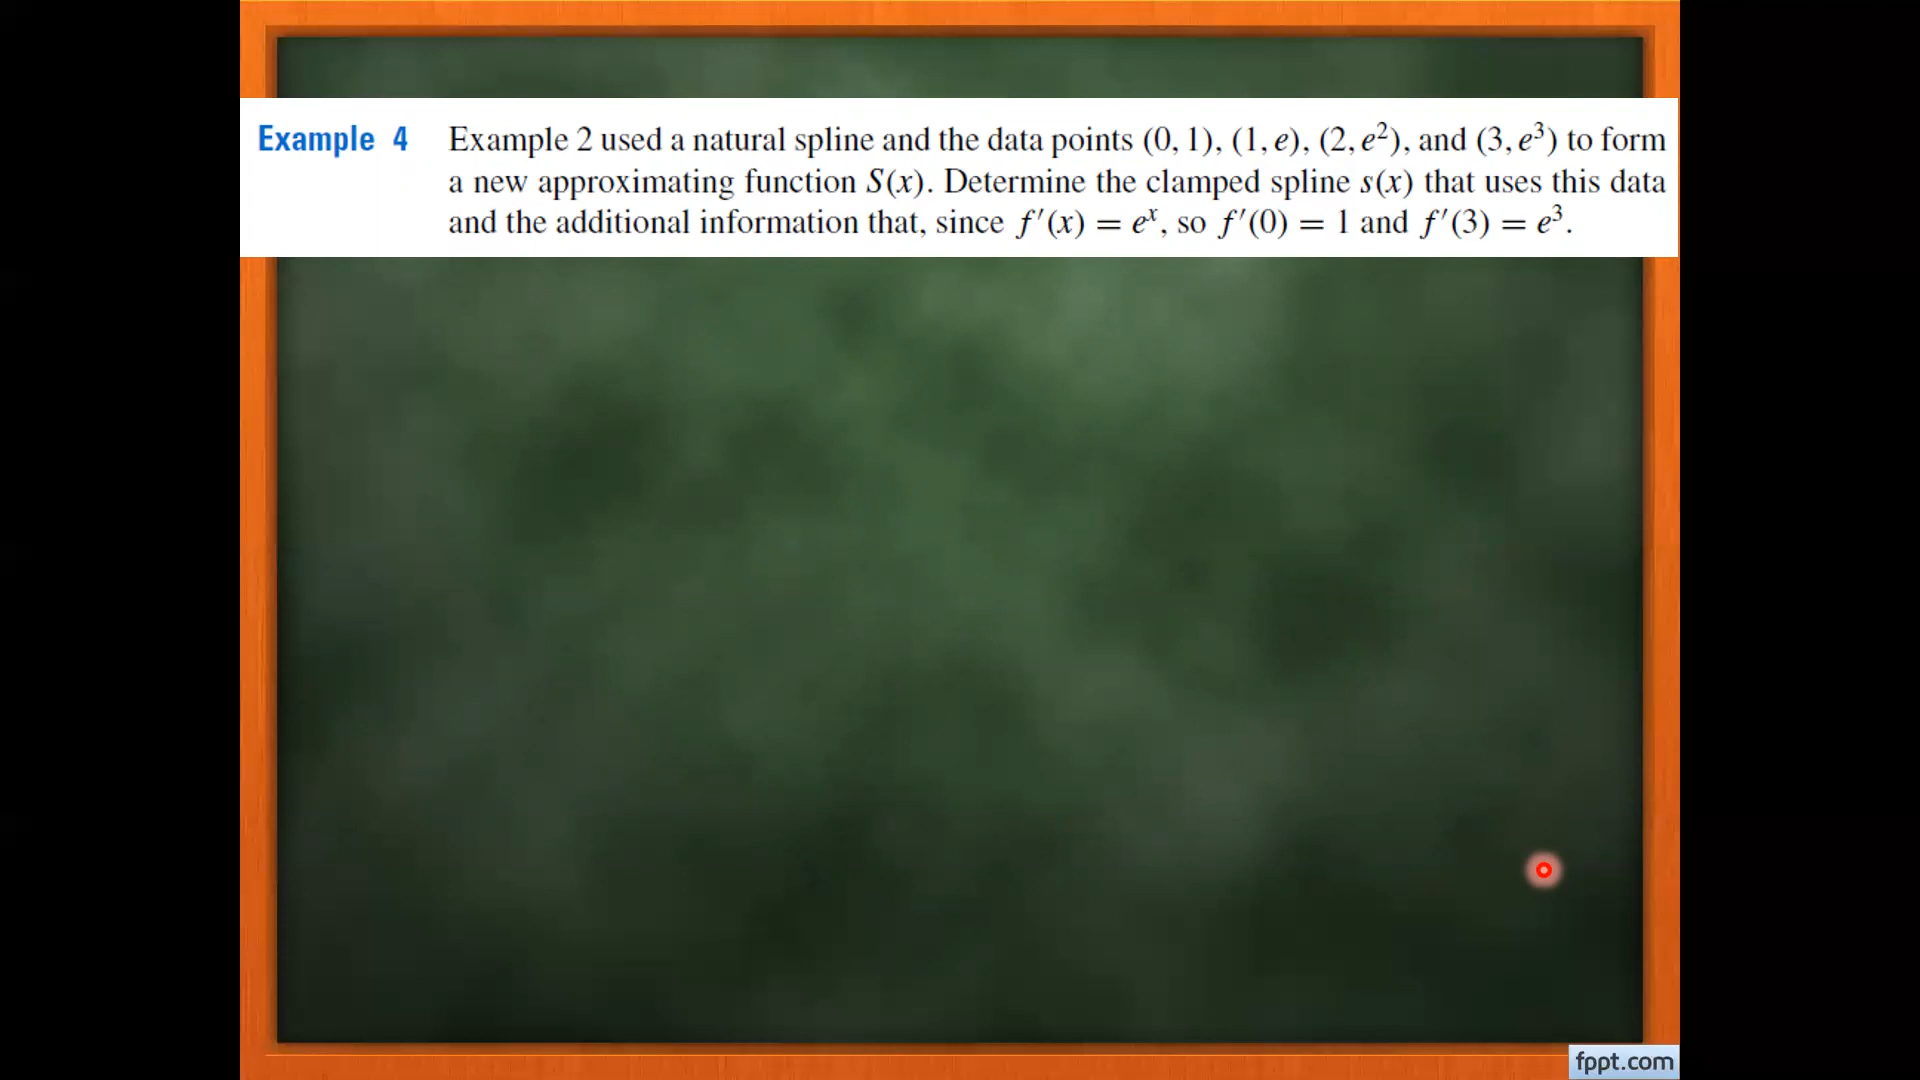 Example 4 Example 2 used a natural spline and the data points (0, 1), (1, e), (2, e²), and (3, e³) to form
a new approximating function S(x). Determine the clamped spline s(x) that uses this data
and the additional information that, since f′(x) = eˣ, so f′(0) = 1 and f′(3) = e³.
fppt.com